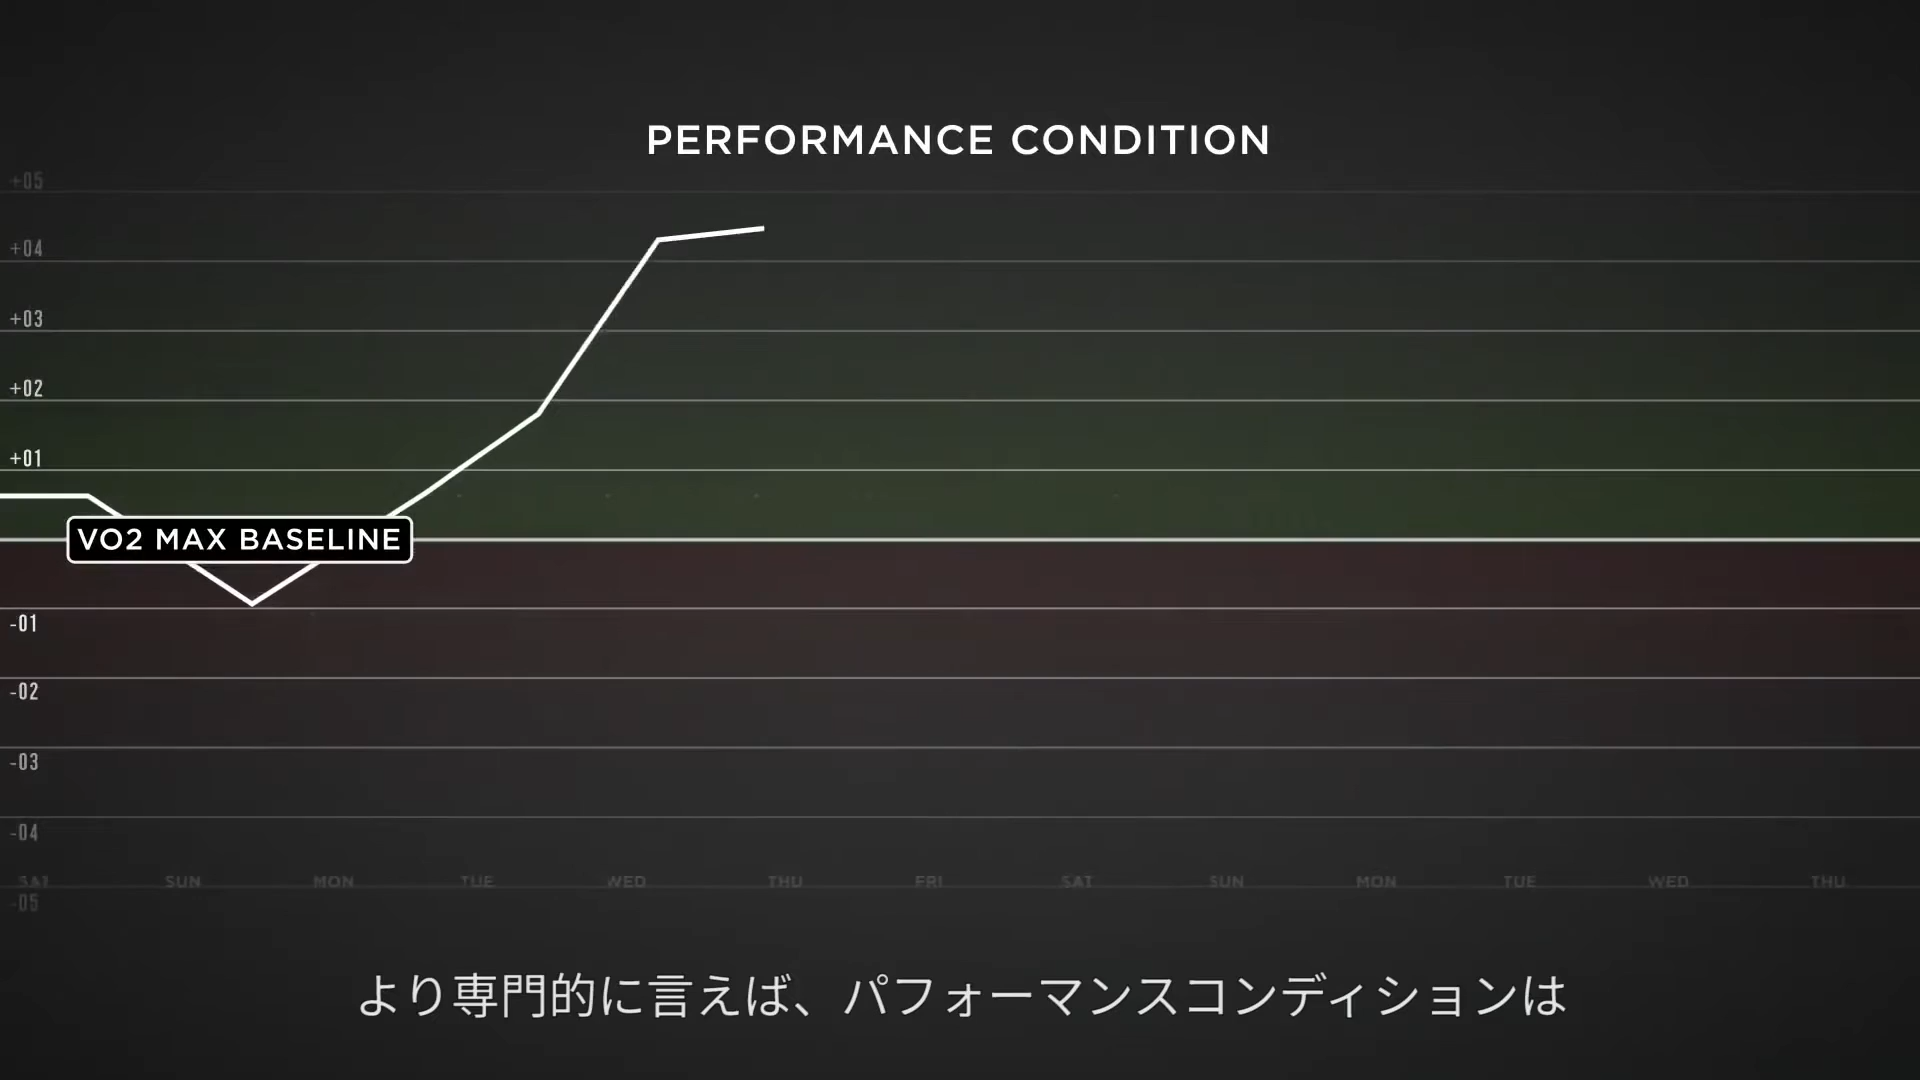 PERFORMANCE CONDITION
+05
+04
+03
+02
+01
VO2 MAX BASELINE
-01
-02
-03
-04
SAT SUN MON TUE WED THU FRI SAT SUN MON TUE WED THU
-05
より専門的に言えば、パフォーマンスコンディションは